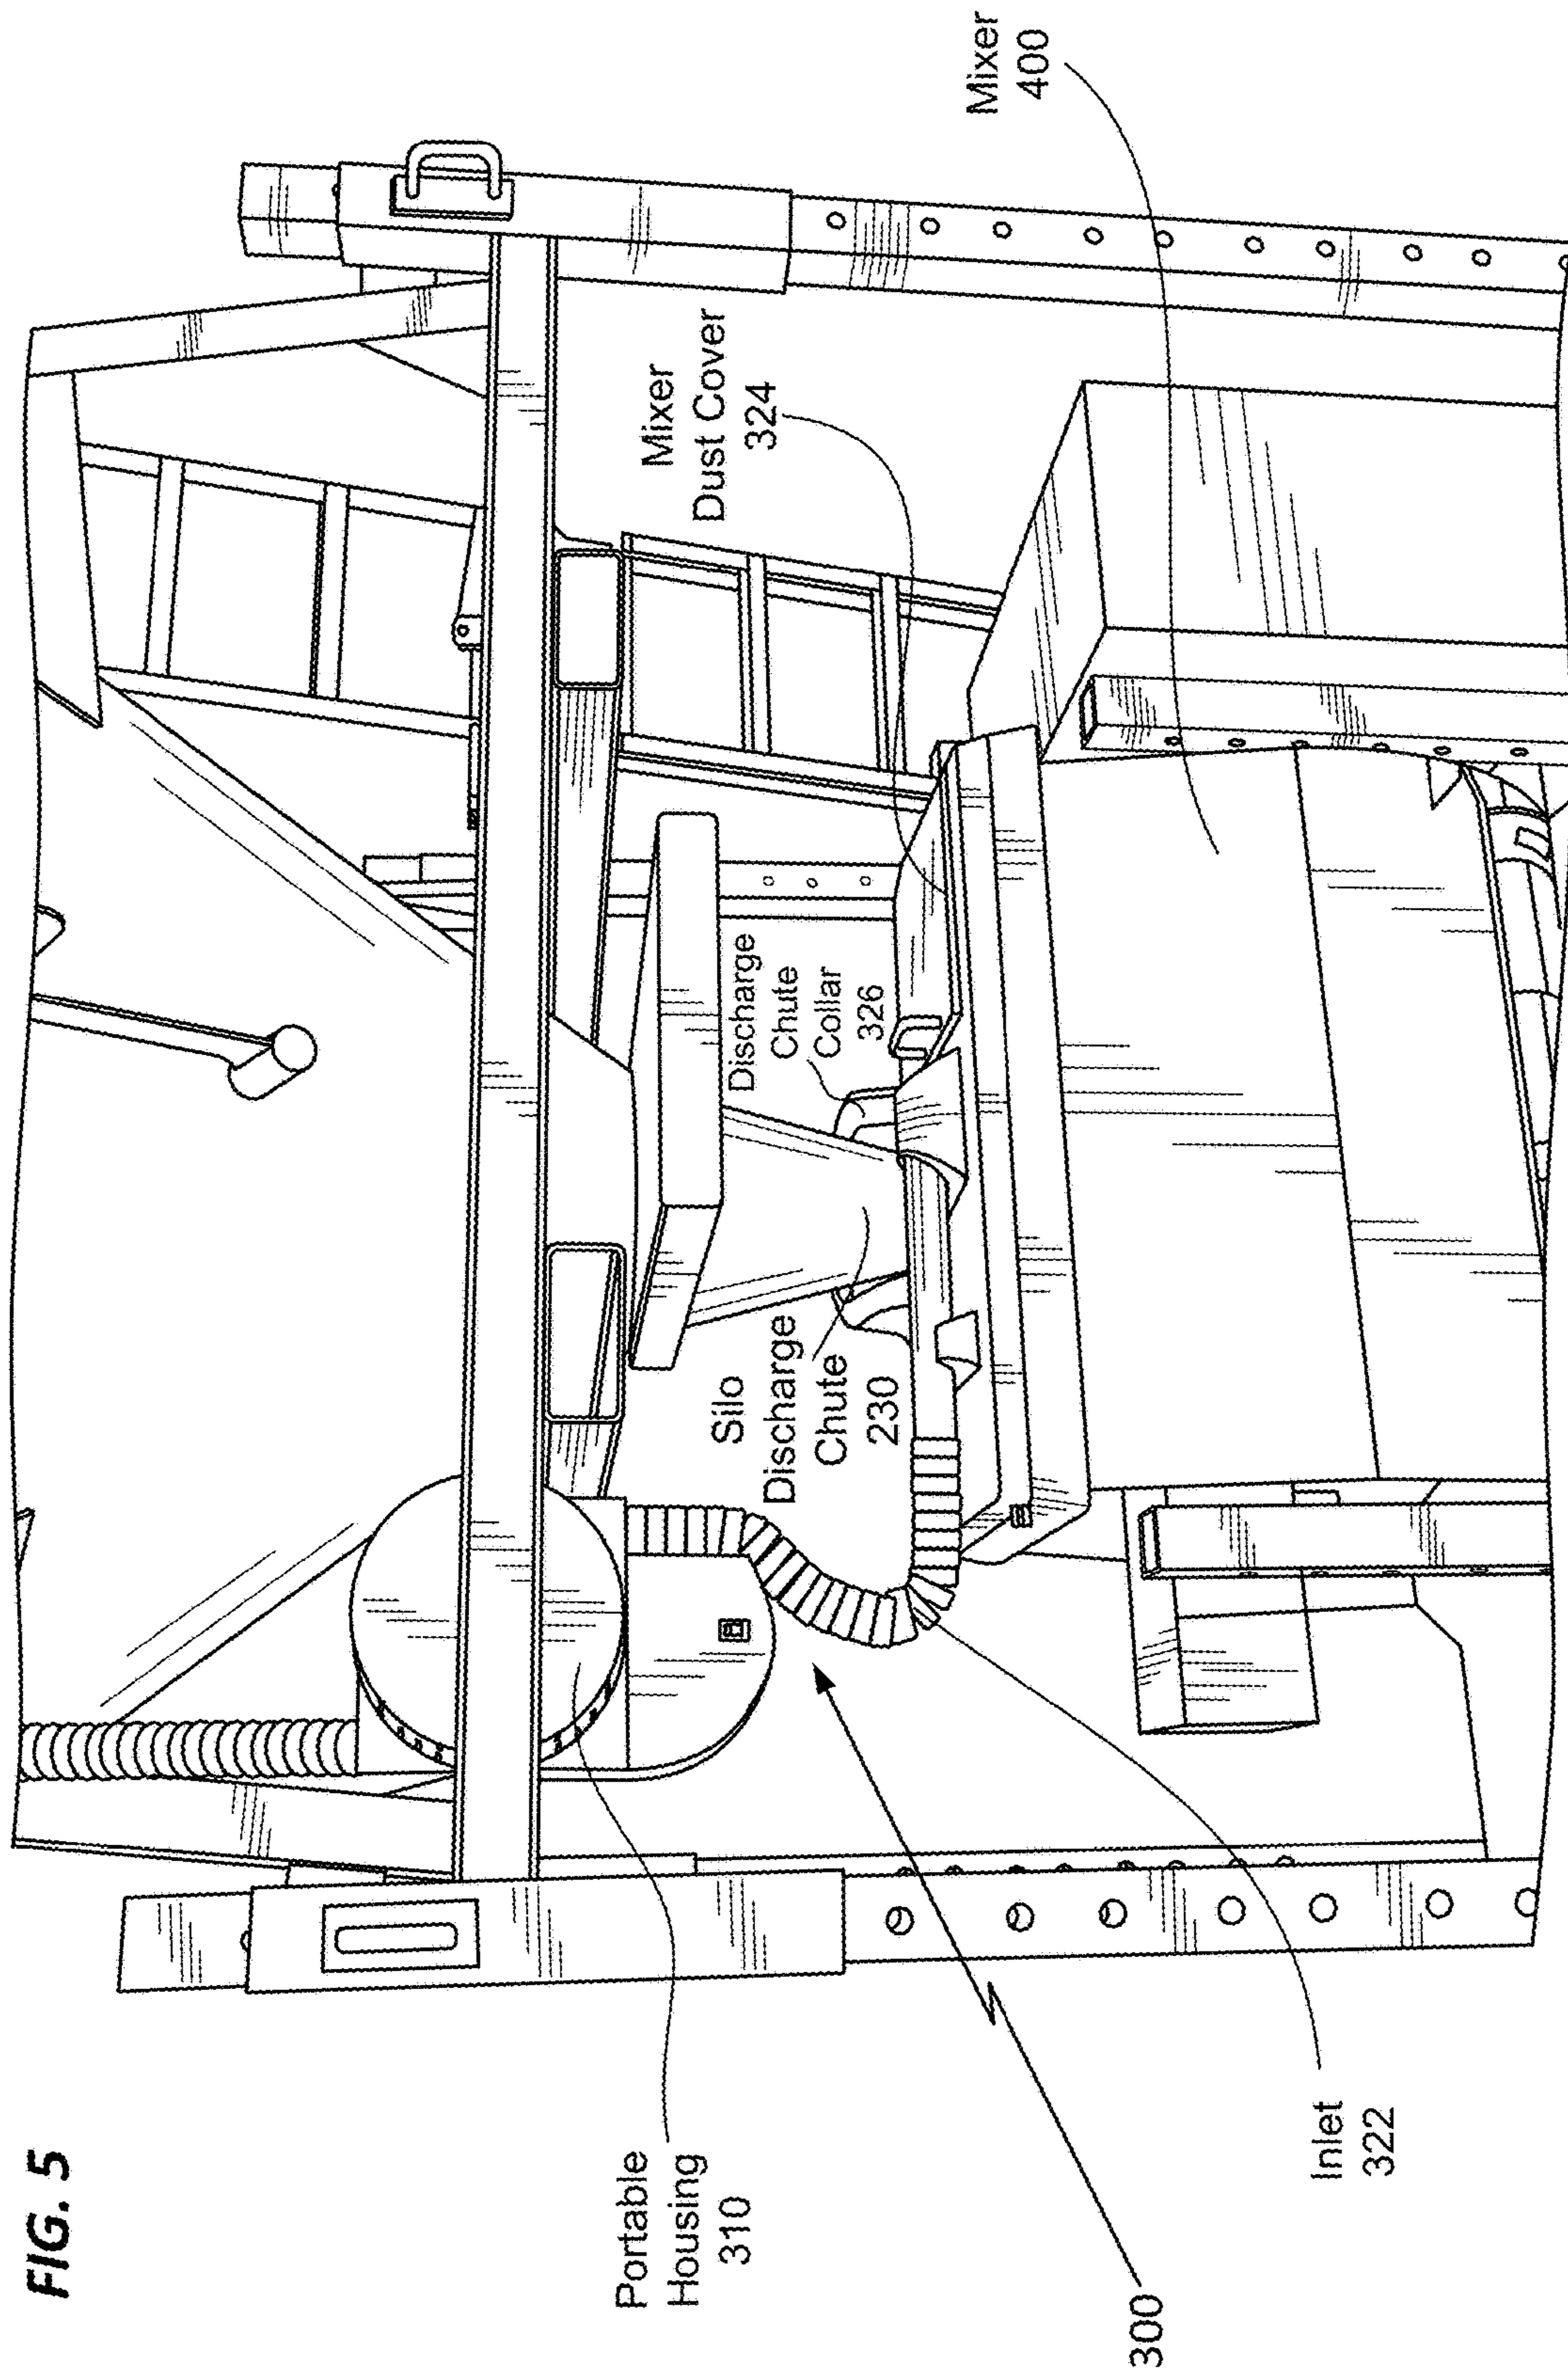 FIG. 5
Portable
Housing
310
300
Inlet
322
Silo
Discharge
Chute
230
Discharge
Chute
Collar
326
Mixer
Dust Cover
324
Mixer
400